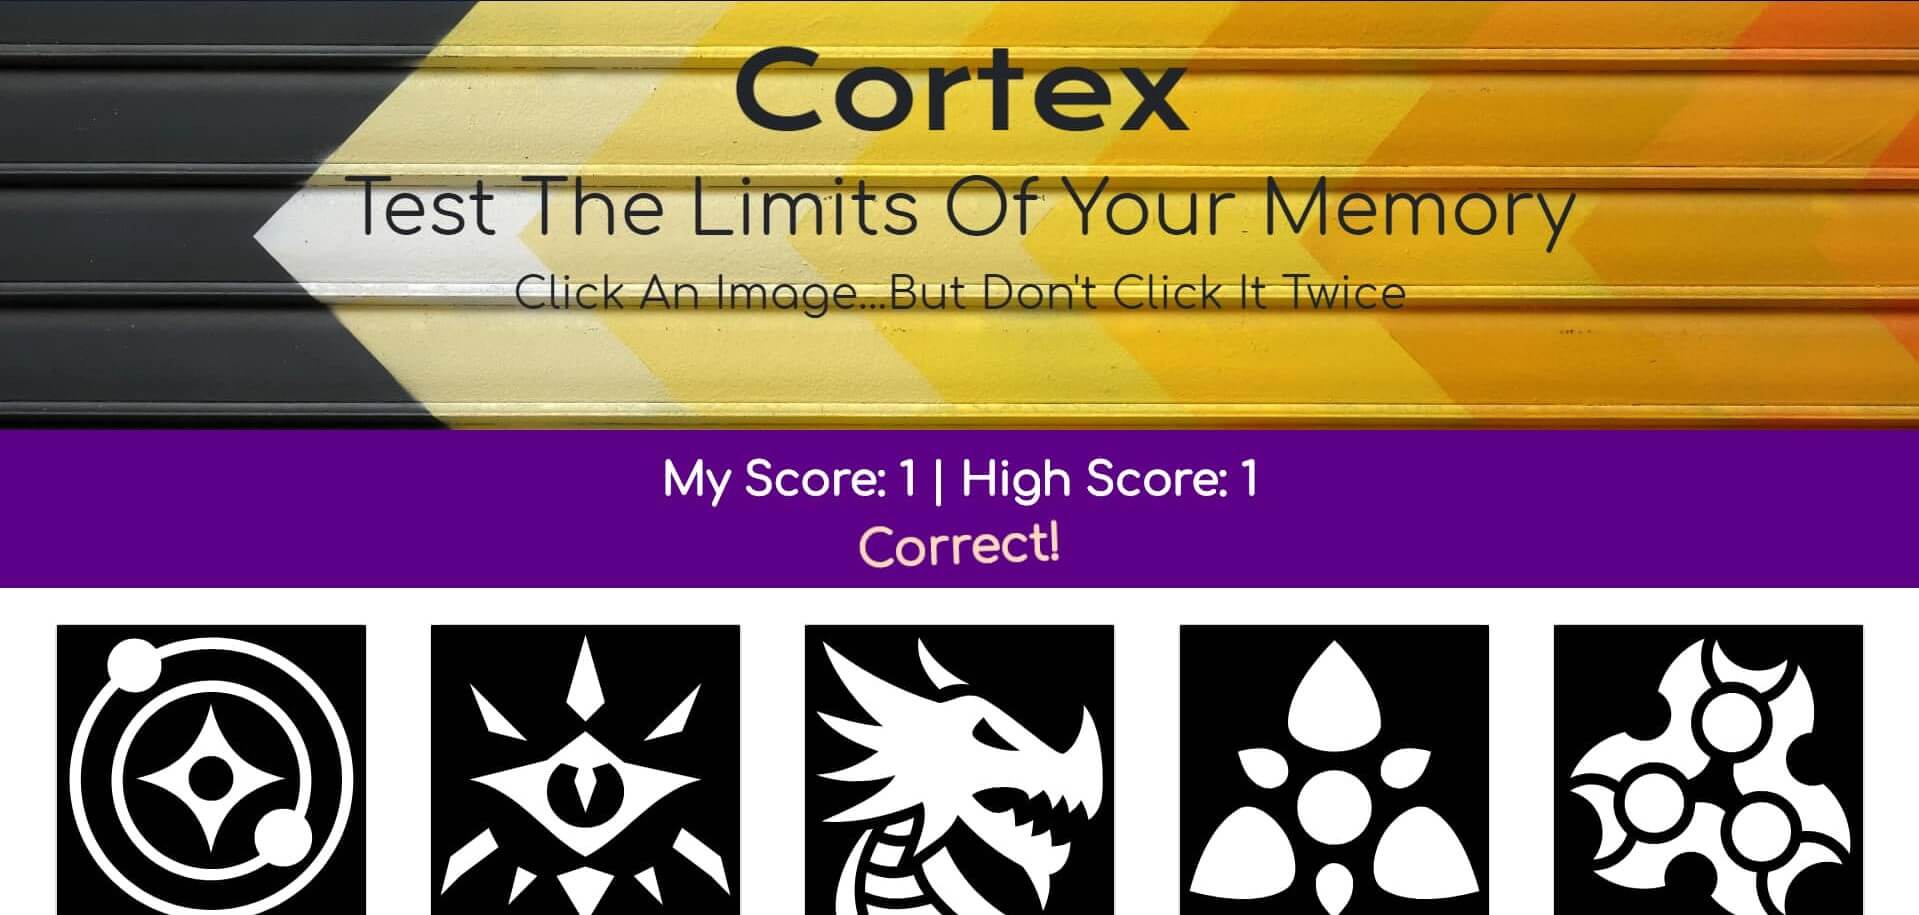 Cortex
Test The Limits Of Your Memory
Click An Image...But Don't Click It Twice
My Score: 1 | High Score: 1
Correct!